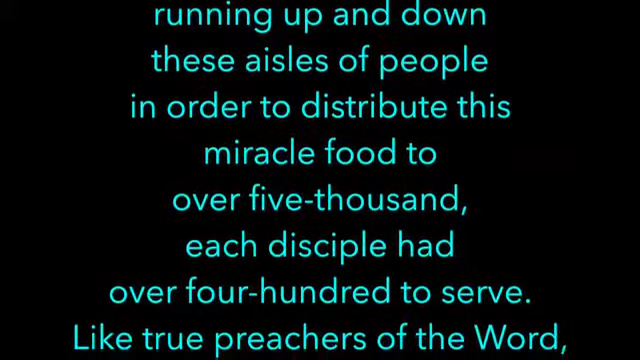 running up and down
these aisles of people
in order to distribute this
miracle food to
over five-thousand,
each disciple had
over four-hundred to serve.
Like true preachers of the Word,